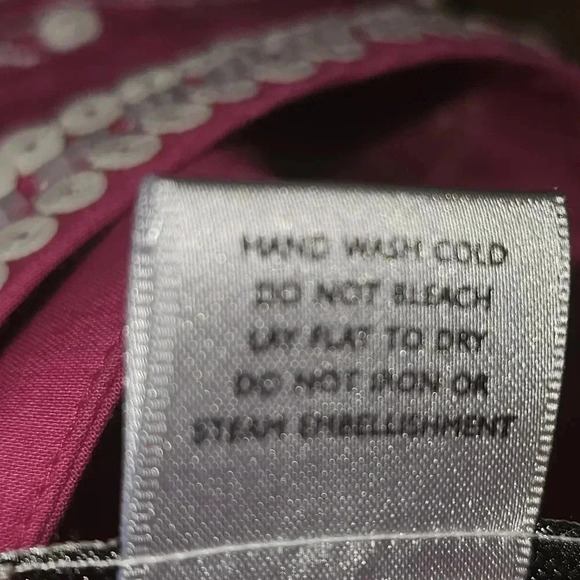 HAND WASH COLD
DO NOT BLEACH
LAY FLAT TO DRY
DO NOT IRON OR
STEAM EMBELLISHMENT